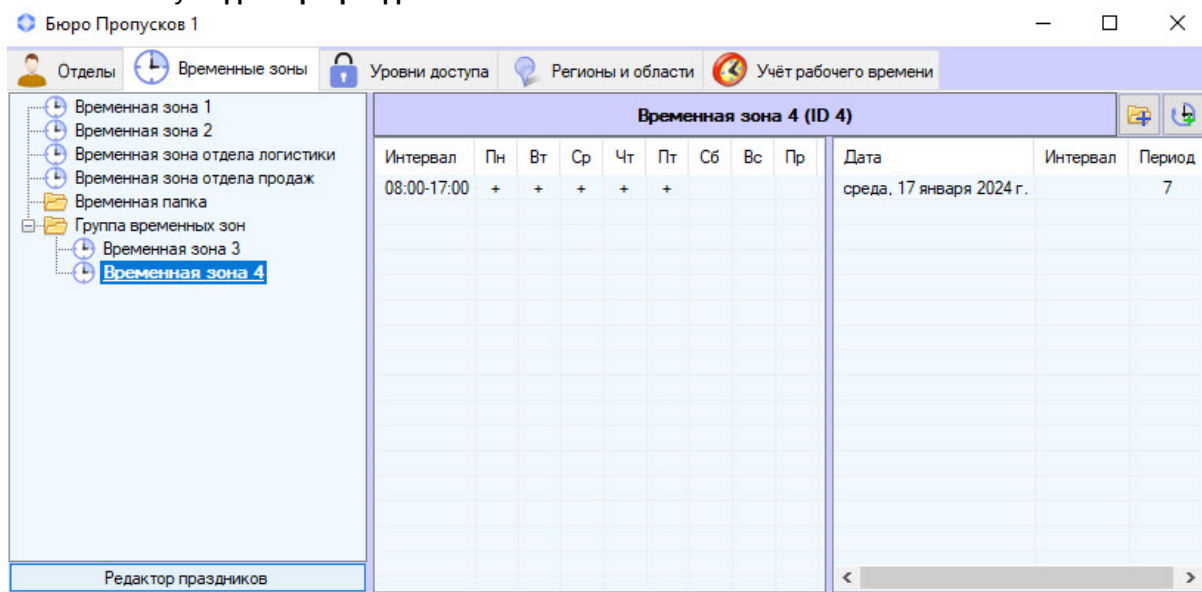 Бюро Пропусков 1
Отделы Временные зоны Уровни доступа Регионы и области Учёт рабочего времени
Временная зона 1
Временная зона 2
Временная зона отдела логистики
Временная зона отдела продаж
Временная папка
Группа временных зон
Временная зона 3
Временная зона 4
Редактор праздников
Временная зона 4 (ID 4)
Интервал Пн Вт Ср Чт Пт Сб Вс Пр
08:00-17:00 + + + + +
Дата Интервал Период
среда, 17 января 2024 г. 7